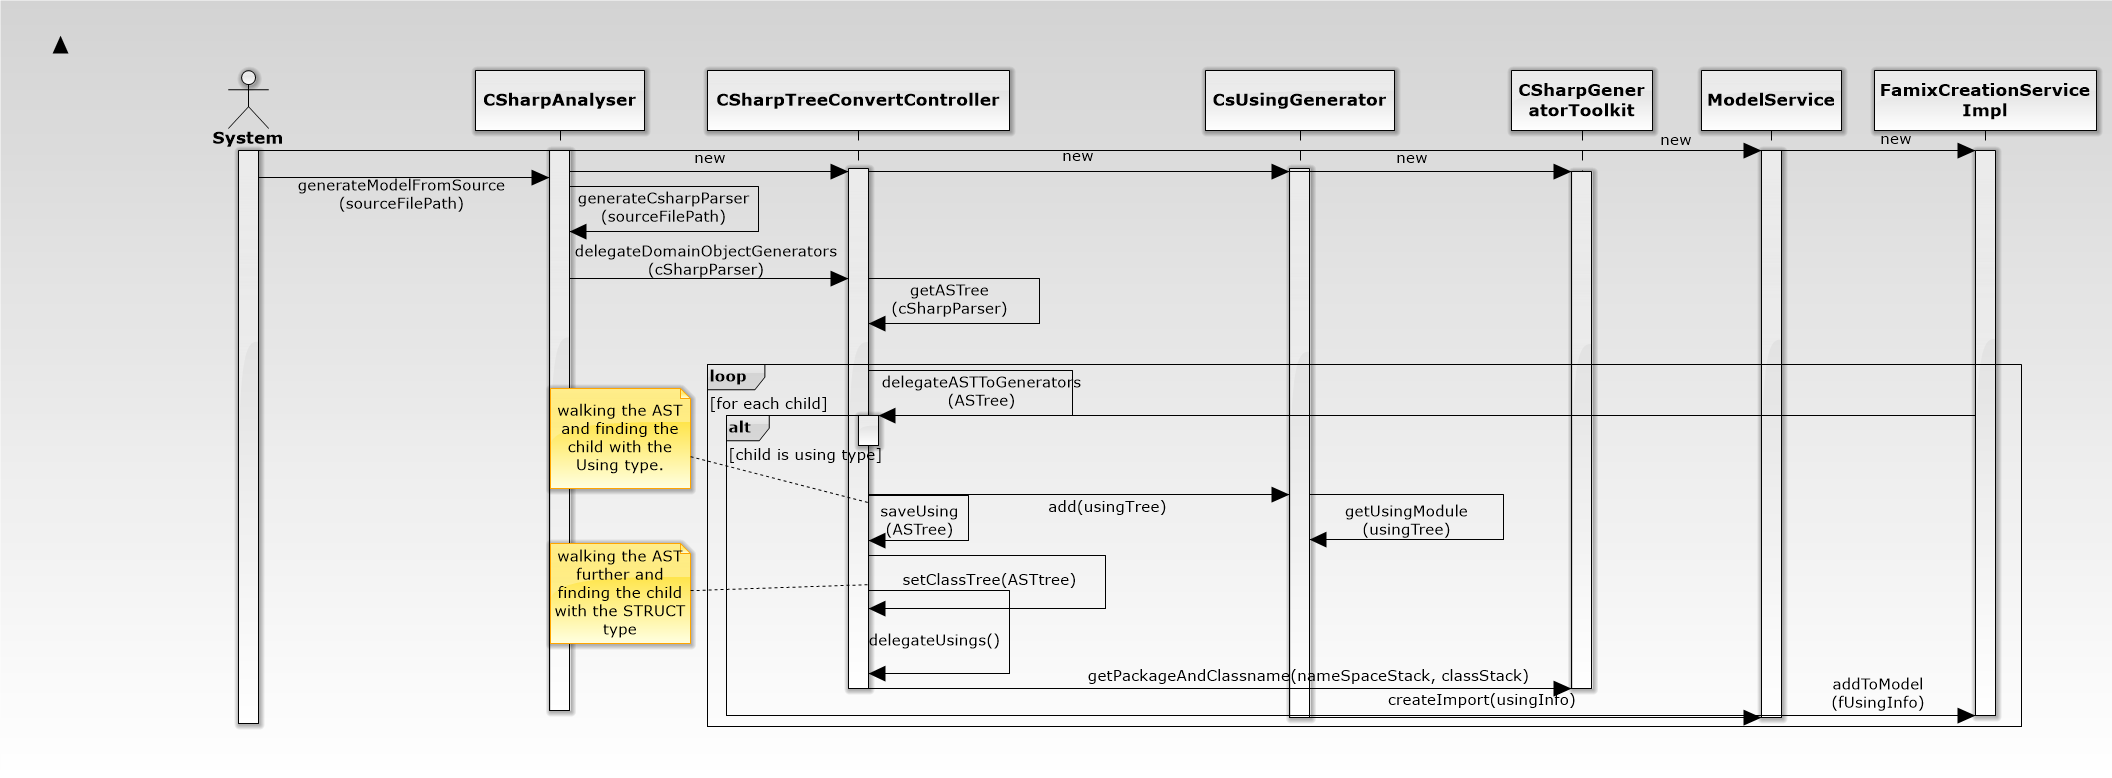 System
CSharpAnalyser
CSharpTreeConvertController
CsUsingGenerator
CSharpGener
atorToolkit
ModelService
FamixCreationService
Impl
new
new
new
new
new
generateModelFromSource
(sourceFilePath)
generateCsharpParser
(sourceFilePath)
delegateDomainObjectGenerators
(cSharpParser)
getASTree
(cSharpParser)
loop
[for each child]
delegateASTToGenerators
(ASTree)
alt
[child is using type]
walking the AST
and finding the
child with the
Using type.
add(usingTree)
saveUsing
(ASTree)
getUsingModule
(usingTree)
walking the AST
further and
finding the child
with the STRUCT
type
setClassTree(ASTtree)
delegateUsings()
getPackageAndClassname(nameSpaceStack, classStack)
createImport(usingInfo)
addToModel
(fUsingInfo)